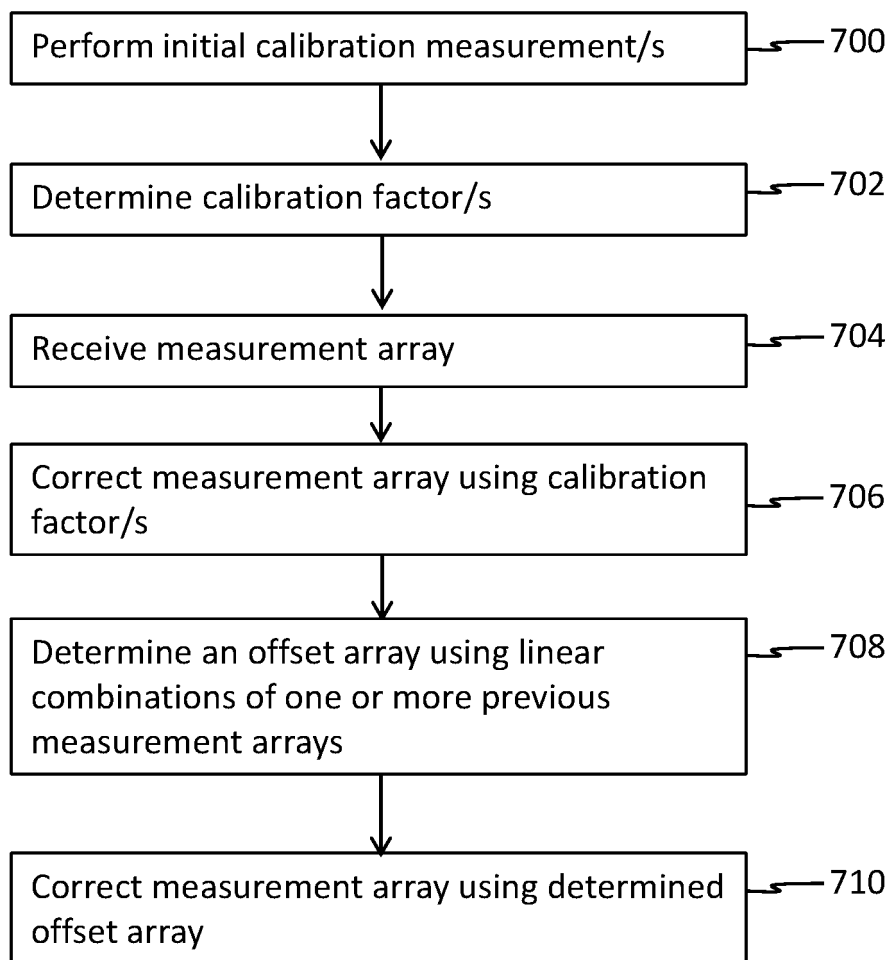 Perform initial calibration measurement/s
700
Determine calibration factor/s
702
Receive measurement array
704
Correct measurement array using calibration
factor/s
706
Determine an offset array using linear
combinations of one or more previous
measurement arrays
708
Correct measurement array using determined
offset array
710